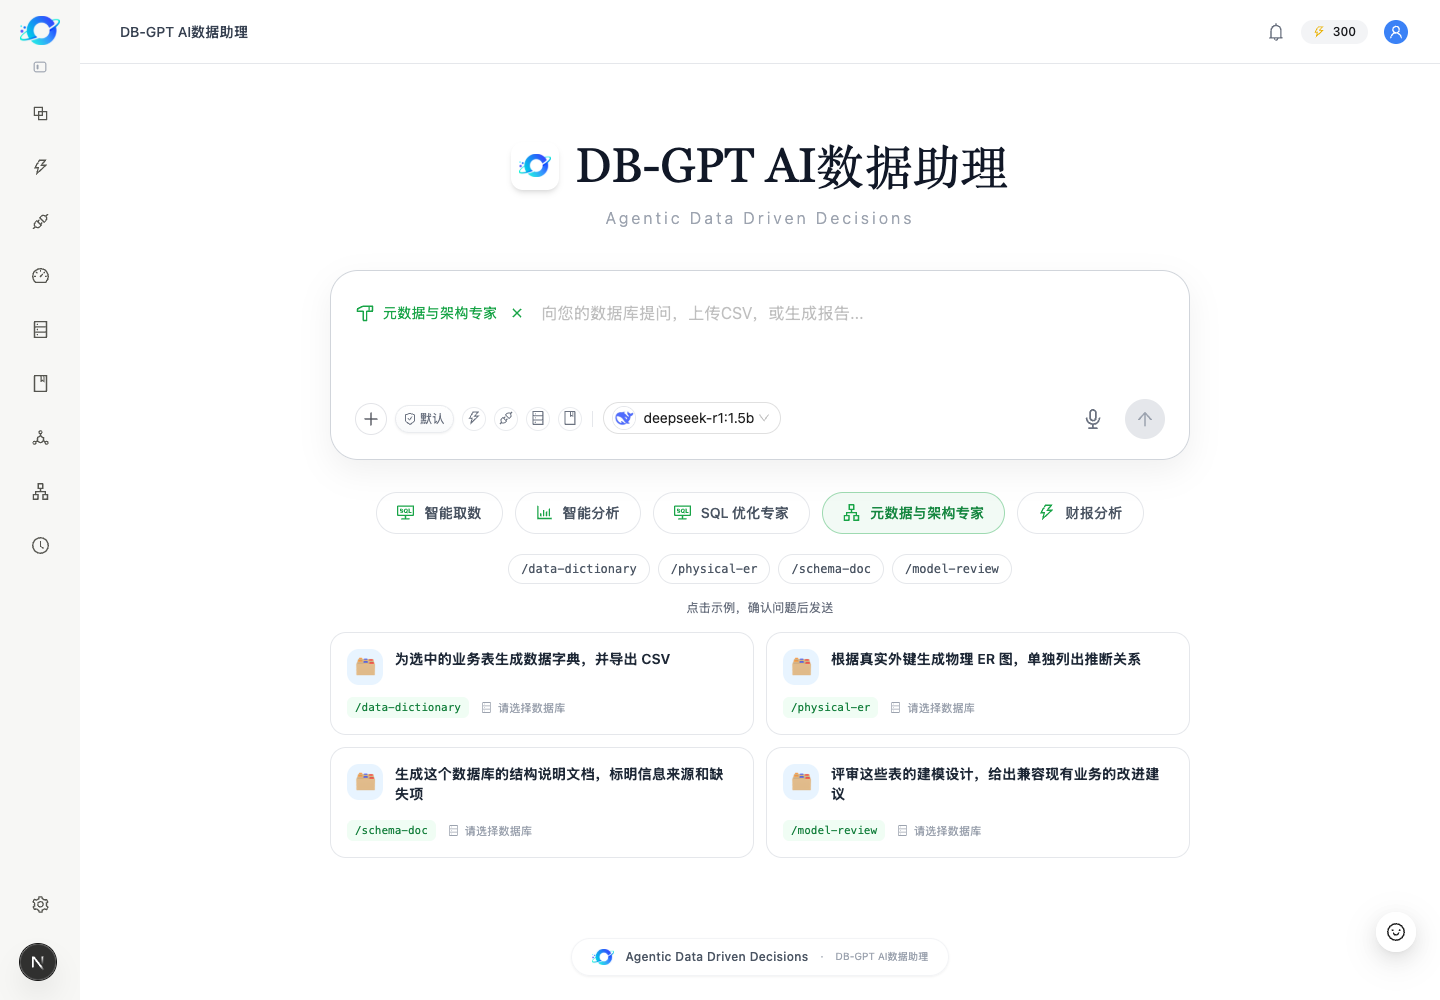 DB-GPT AI数据助理
300
DB-GPT AI数据助理
Agentic Data Driven Decisions
元数据与架构专家 × 向您的数据库提问，上传CSV，或生成报告...
默认
deepseek-r1:1.5b
智能取数
智能分析
SQL 优化专家
元数据与架构专家
财报分析
/data-dictionary
/physical-er
/schema-doc
/model-review
点击示例，确认问题后发送
为选中的业务表生成数据字典，并导出 CSV
/data-dictionary 请选择数据库
根据真实外键生成物理 ER 图，单独列出推断关系
/physical-er 请选择数据库
生成这个数据库的结构说明文档，标明信息来源和缺
失项
/schema-doc 请选择数据库
评审这些表的建模设计，给出兼容现有业务的改进建
议
/model-review 请选择数据库
N
Agentic Data Driven Decisions · DB-GPT AI数据助理